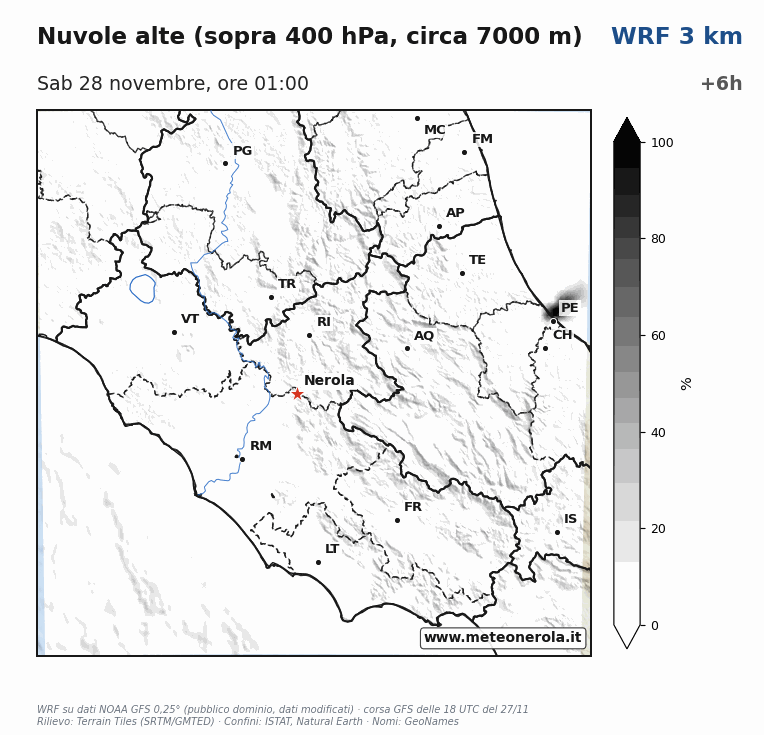 Nuvole alte (sopra 400 hPa, circa 7000 m) WRF 3 km
Sab 28 novembre, ore 01:00 +6h
MC
FM
PG
AP
TE
TR
PE
VT
RI
AQ
CH
Nerola
RM
FR
IS
LT
www.meteonerola.it
100
80
60
40
20
0
%
WRF su dati NOAA GFS 0,25° (pubblico dominio, dati modificati) · corsa GFS delle 18 UTC del 27/11
Rilievo: Terrain Tiles (SRTM/GMTED) · Confini: ISTAT, Natural Earth · Nomi: GeoNames